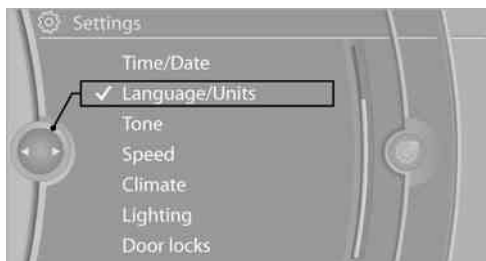 Settings
Time/Date
Language/Units
Tone
Speed
Climate
Lighting
Door locks